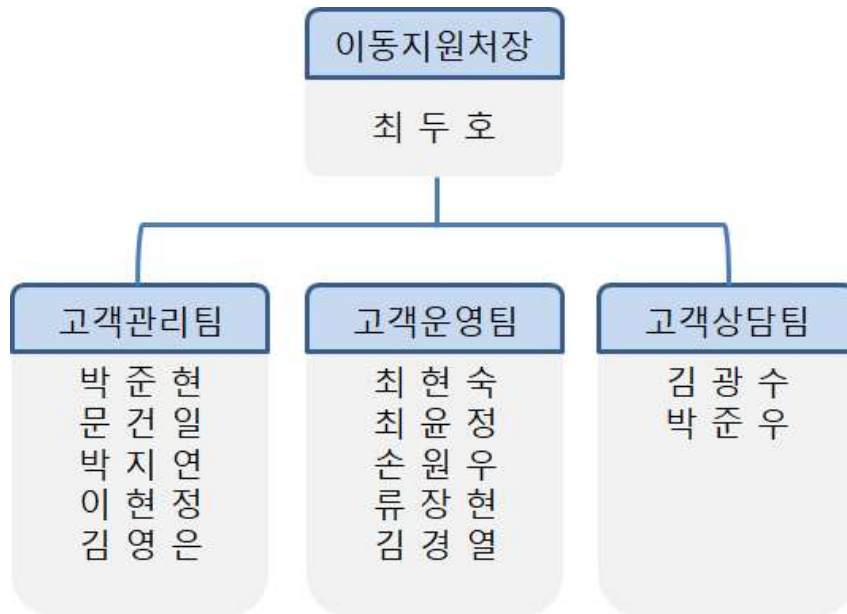 이동지원처장
최 두 호
고객관리팀
박 준 현
문 건 일
박 지 연
이 현 정
김 영 은
고객운영팀
최 현 숙
최 윤 정
손 원 우
류 장 현
김 경 열
고객상담팀
김 광 수
박 준 우